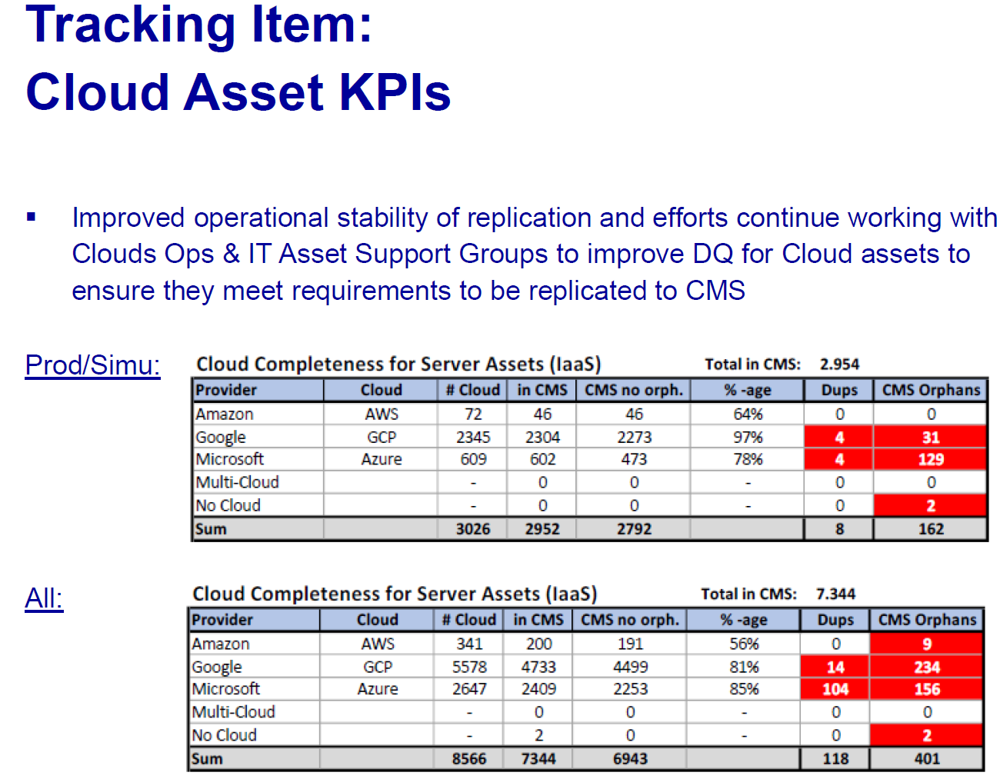 Tracking Item:
Cloud Asset KPIs
▪ Improved operational stability of replication and efforts continue working with
Clouds Ops & IT Asset Support Groups to improve DQ for Cloud assets to
ensure they meet requirements to be replicated to CMS
Prod/Simu:
Cloud Completeness for Server Assets (IaaS) Total in CMS: 2.954
Provider Cloud # Cloud in CMS CMS no orph. % -age Dups CMS Orphans
Amazon AWS 72 46 46 64% 0 0
Google GCP 2345 2304 2273 97% 4 31
Microsoft Azure 609 602 473 78% 4 129
Multi-Cloud - 0 0 - 0 0
No Cloud - 0 0 - 0 2
Sum 3026 2952 2792 8 162
All:
Cloud Completeness for Server Assets (IaaS) Total in CMS: 7.344
Provider Cloud # Cloud in CMS CMS no orph. % -age Dups CMS Orphans
Amazon AWS 341 200 191 56% 0 9
Google GCP 5578 4733 4499 81% 14 234
Microsoft Azure 2647 2409 2253 85% 104 156
Multi-Cloud - 0 0 - 0 0
No Cloud - 2 0 - 0 2
Sum 8566 7344 6943 118 401